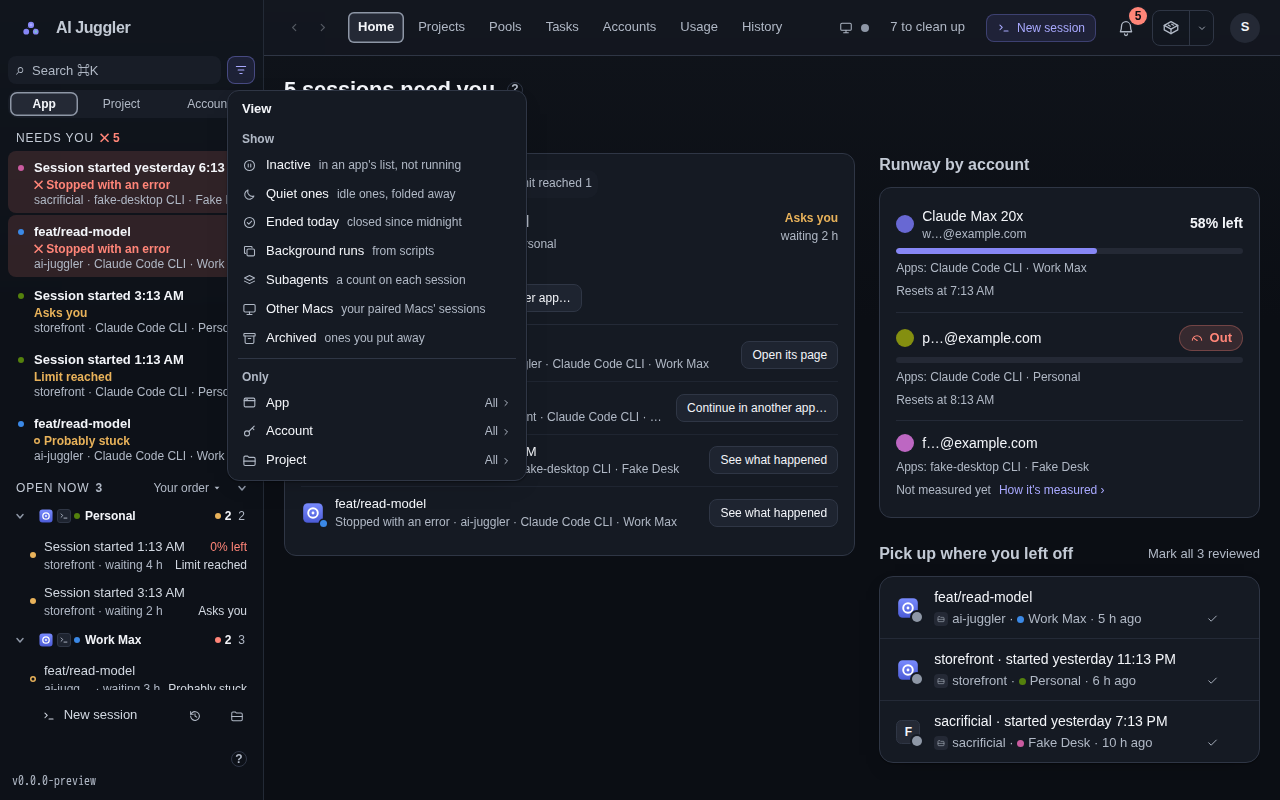 AI Juggler
Search ⌘K
App
Project
Accoun
NEEDS YOU 5
Session started yesterday 6:13
Stopped with an error
sacrificial · fake-desktop CLI · Fake
feat/read-model
Stopped with an error
ai-juggler · Claude Code CLI · Work
Session started 3:13 AM
Asks you
storefront · Claude Code CLI · Perso
Session started 1:13 AM
Limit reached
storefront · Claude Code CLI · Perso
feat/read-model
Probably stuck
ai-juggler · Claude Code CLI · Work
OPEN NOW 3
Your order
Personal
2 2
Session started 1:13 AM
0% left
storefront · waiting 4 h
Limit reached
Session started 3:13 AM
storefront · waiting 2 h
Asks you
Work Max
2 3
feat/read-model
ai-jugg… · waiting 3 h
Probably stuck
New session
?
v0.0.0-preview
Home
Projects
Pools
Tasks
Accounts
Usage
History
7 to clean up
New session
5
S
5 sessions need you
?
View
Show
Inactive in an app's list, not running
Quiet ones idle ones, folded away
Ended today closed since midnight
Background runs from scripts
Subagents a count on each session
Other Macs your paired Macs' sessions
Archived ones you put away
Only
App
All
Account
All
Project
All
it reached 1
Asks you
waiting 2 h
rsonal
er app…
gler · Claude Code CLI · Work Max
Open its page
nt · Claude Code CLI · …
Continue in another app…
M
ake-desktop CLI · Fake Desk
See what happened
feat/read-model
Stopped with an error · ai-juggler · Claude Code CLI · Work Max
See what happened
Runway by account
Claude Max 20x
w…@example.com
58% left
Apps: Claude Code CLI · Work Max
Resets at 7:13 AM
p…@example.com
Out
Apps: Claude Code CLI · Personal
Resets at 8:13 AM
f…@example.com
Apps: fake-desktop CLI · Fake Desk
Not measured yet How it's measured ›
Pick up where you left off
Mark all 3 reviewed
feat/read-model
ai-juggler · Work Max · 5 h ago
storefront · started yesterday 11:13 PM
storefront · Personal · 6 h ago
F
sacrificial · started yesterday 7:13 PM
sacrificial · Fake Desk · 10 h ago